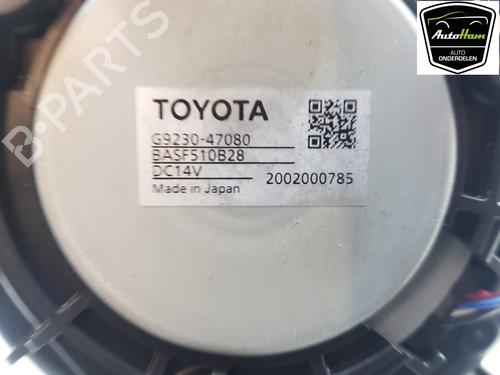 AutoHam
AUTO
ONDERDELEN
B-PARTS
TOYOTA
G9230-47080
BASF510B28
DC14V
Made in Japan
2002000785